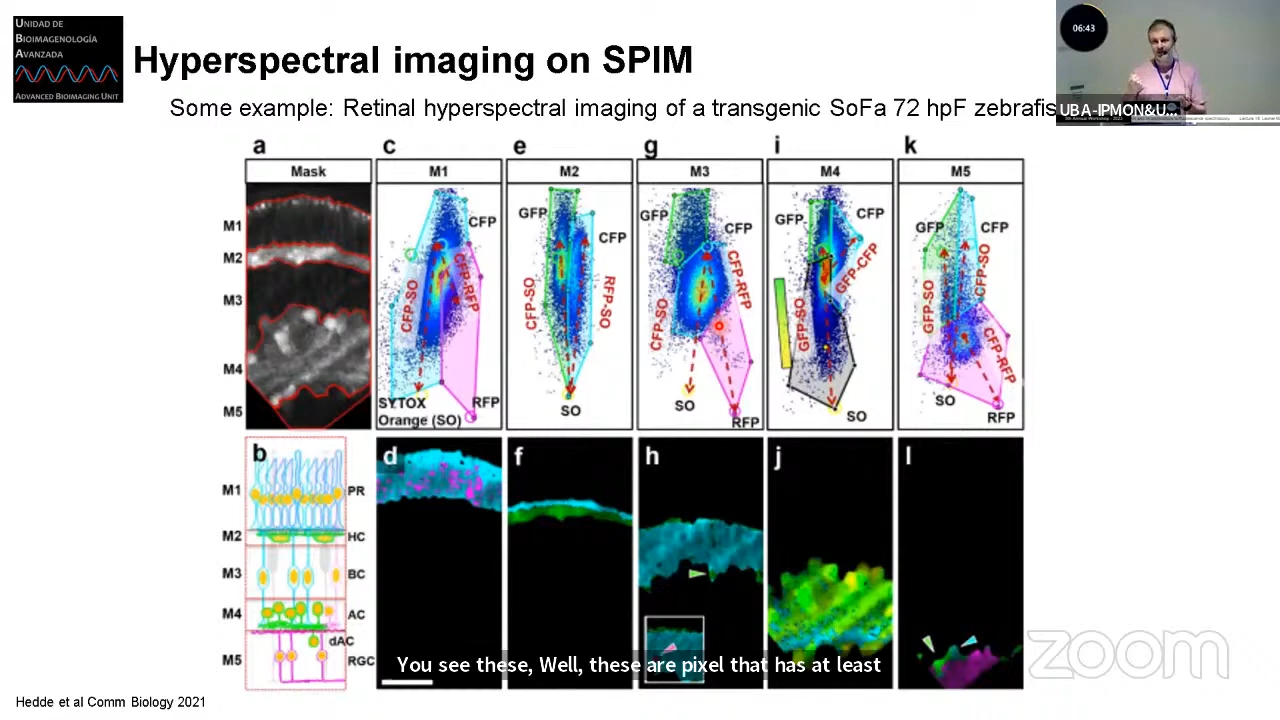 UNIDAD DE
BIOIMAGENOLOGÍA
AVANZADA
ADVANCED BIOIMAGING UNIT
Hyperspectral imaging on SPIM
Some example: Retinal hyperspectral imaging of a transgenic SoFa 72 hpF zebrafis
06:43
UBA-IPMON&U...
a c e g i k
Mask M1 M2 M3 M4 M5
M1
M2
M3
M4
M5
CFP
CFP-SO
CFP-RFP
SYTOX
Orange (SO)
RFP
GFP
CFP
CFP-SO
RFP-SO
SO
GFP
CFP
CFP-SO
CFP-RFP
SO
RFP
GFP
CFP
GFP-SO
GFP-CFP
SO
GFP
CFP
GFP-SO
CFP-SO
CFP-RFP
SO
RFP
b d f h j l
M1 PR
M2 HC
M3 BC
M4 AC
dAC
M5 RGC
You see these, Well, these are pixel that has at least
zoom
Hedde et al Comm Biology 2021